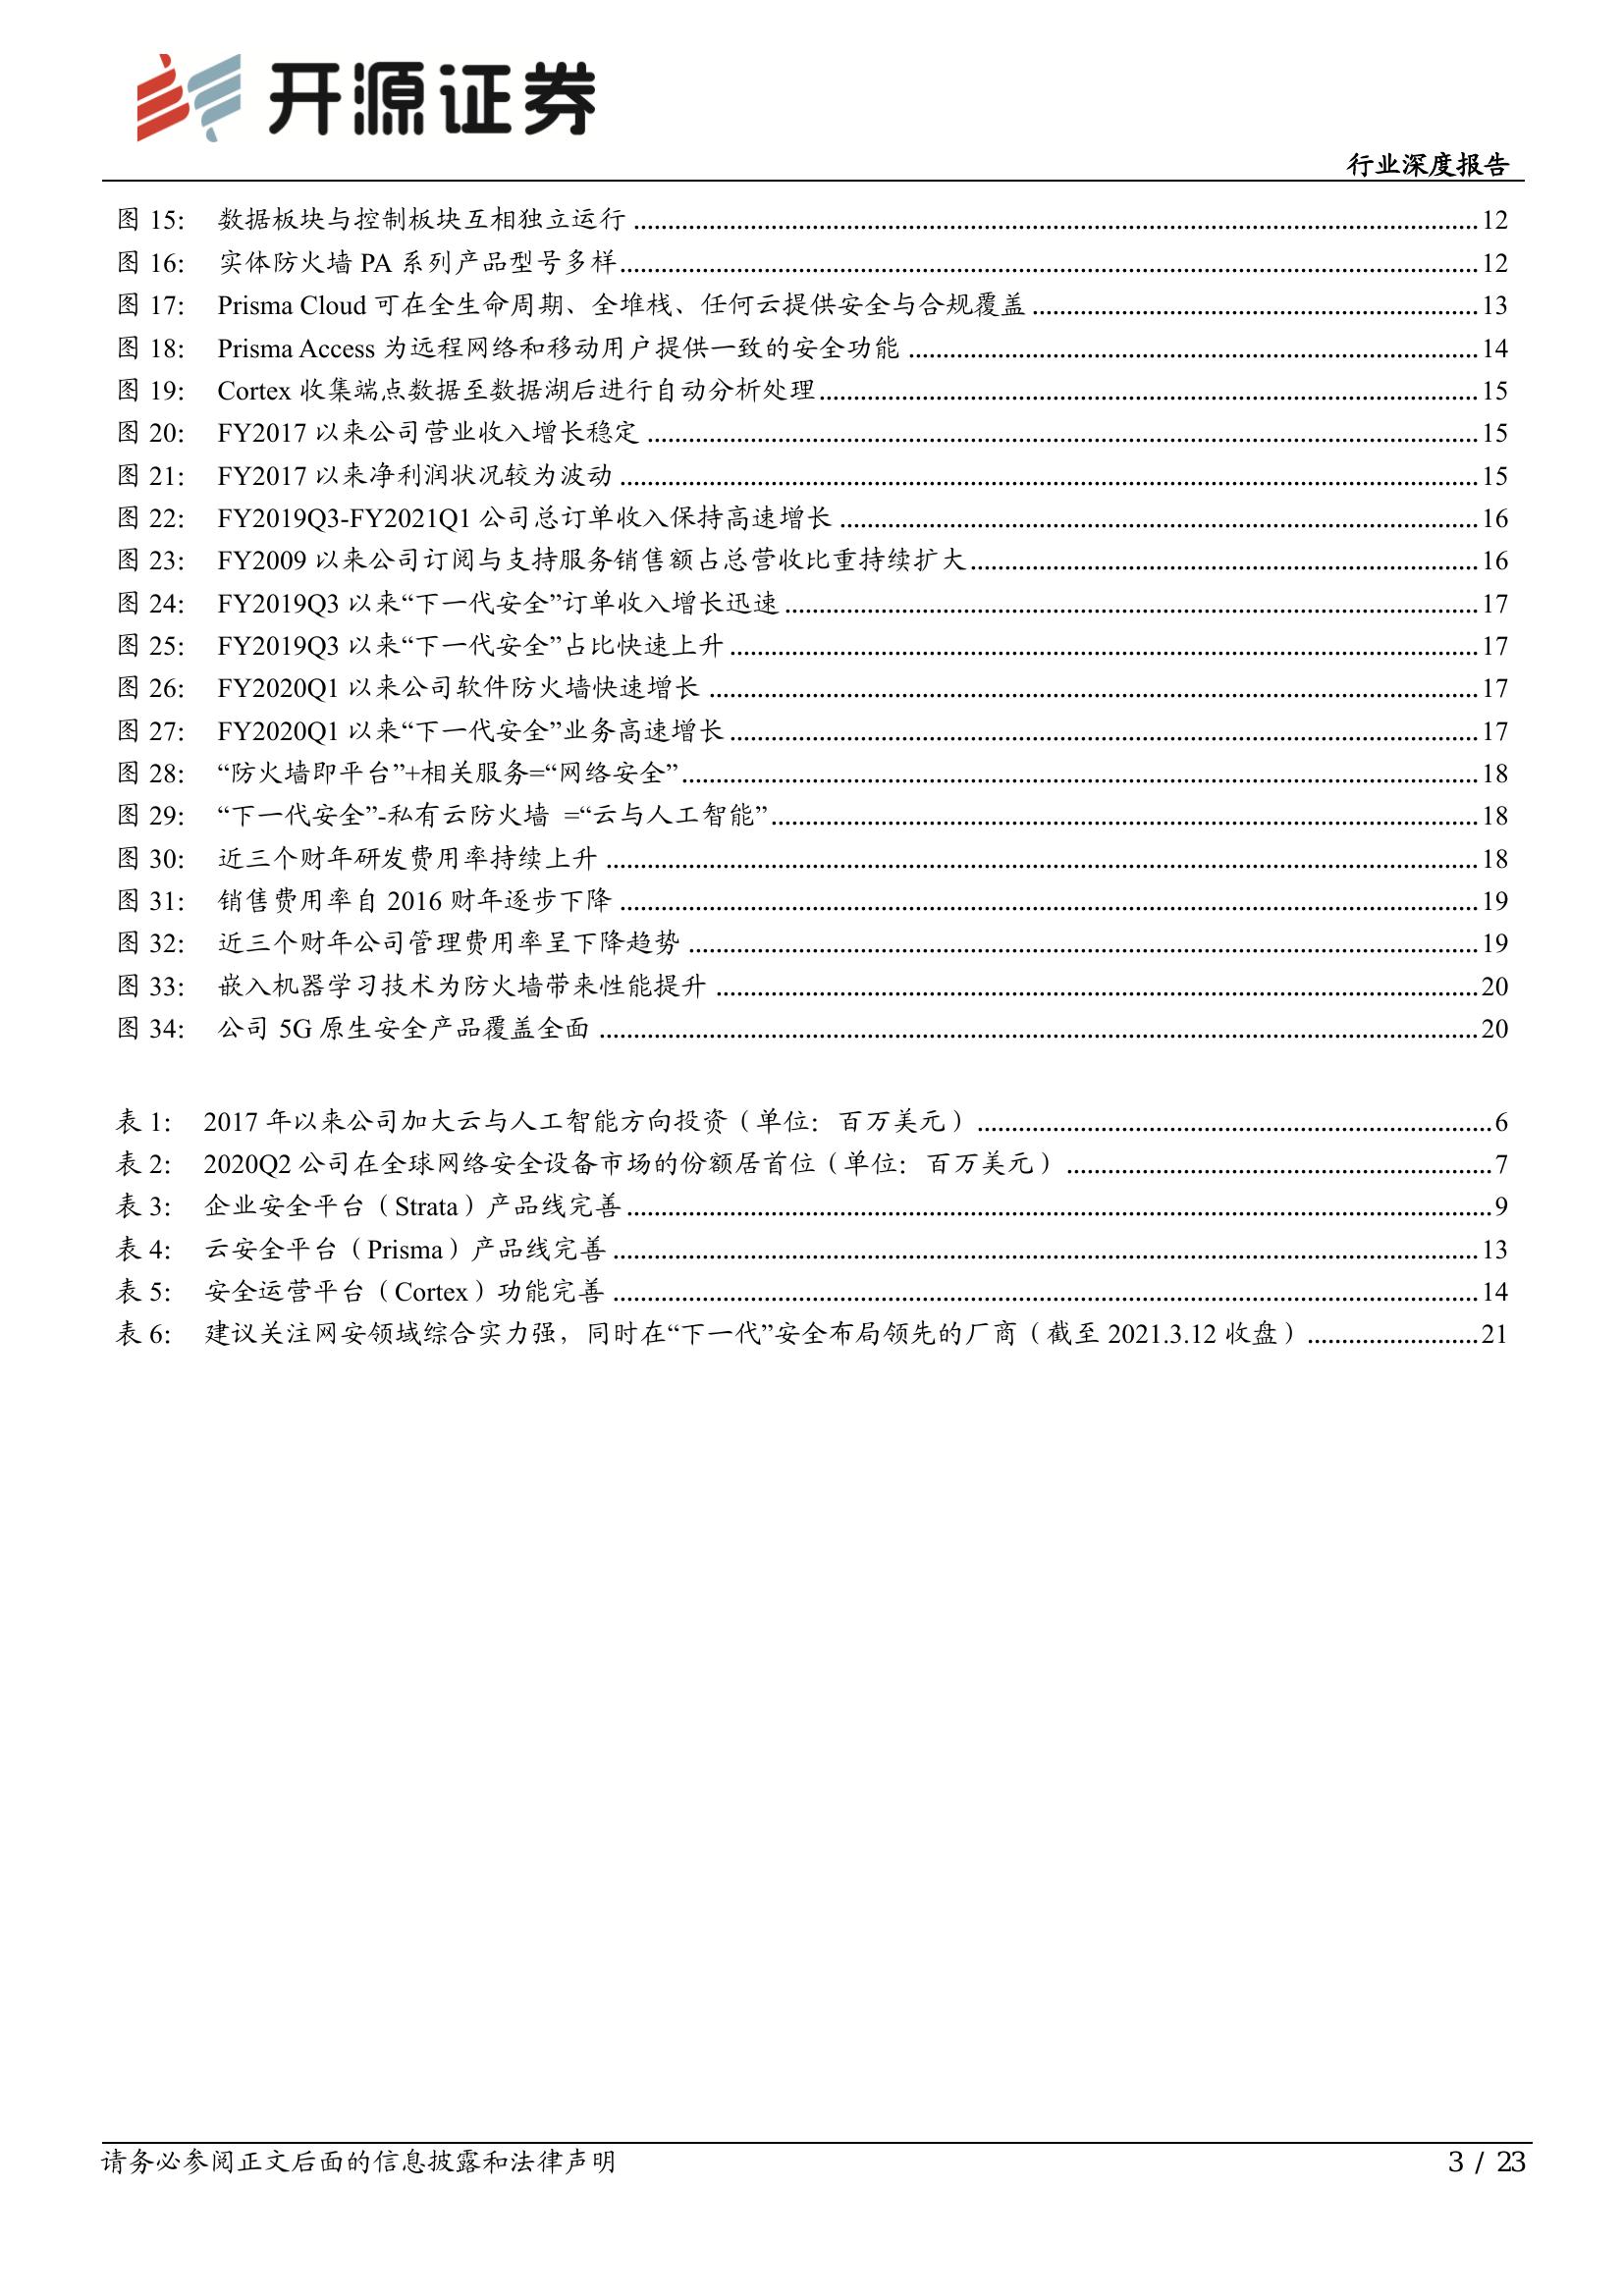 开源证券
行业深度报告
图 15: 数据板块与控制板块互相独立运行 ........ 12
图 16: 实体防火墙 PA 系列产品型号多样 ........ 12
图 17: Prisma Cloud 可在全生命周期、全堆栈、任何云提供安全与合规覆盖 ........ 13
图 18: Prisma Access 为远程网络和移动用户提供一致的安全功能 ........ 14
图 19: Cortex 收集端点数据至数据湖后进行自动分析处理 ........ 15
图 20: FY2017 以来公司营业收入增长稳定 ........ 15
图 21: FY2017 以来净利润状况较为波动 ........ 15
图 22: FY2019Q3-FY2021Q1 公司总订单收入保持高速增长 ........ 16
图 23: FY2009 以来公司订阅与支持服务销售额占总营收比重持续扩大 ........ 16
图 24: FY2019Q3 以来“下一代安全”订单收入增长迅速 ........ 17
图 25: FY2019Q3 以来“下一代安全”占比快速上升 ........ 17
图 26: FY2020Q1 以来公司软件防火墙快速增长 ........ 17
图 27: FY2020Q1 以来“下一代安全”业务高速增长 ........ 17
图 28: “防火墙即平台”+相关服务=“网络安全” ........ 18
图 29: “下一代安全”-私有云防火墙 =“云与人工智能” ........ 18
图 30: 近三个财年研发费用率持续上升 ........ 18
图 31: 销售费用率自 2016 财年逐步下降 ........ 19
图 32: 近三个财年公司管理费用率呈下降趋势 ........ 19
图 33: 嵌入机器学习技术为防火墙带来性能提升 ........ 20
图 34: 公司 5G 原生安全产品覆盖全面 ........ 20
表 1: 2017 年以来公司加大云与人工智能方向投资（单位：百万美元） ........ 6
表 2: 2020Q2 公司在全球网络安全设备市场的份额居首位（单位：百万美元） ........ 7
表 3: 企业安全平台（Strata）产品线完善 ........ 9
表 4: 云安全平台（Prisma）产品线完善 ........ 13
表 5: 安全运营平台（Cortex）功能完善 ........ 14
表 6: 建议关注网安领域综合实力强，同时在“下一代”安全布局领先的厂商（截至 2021.3.12 收盘） ........ 21
请务必参阅正文后面的信息披露和法律声明
3 / 23